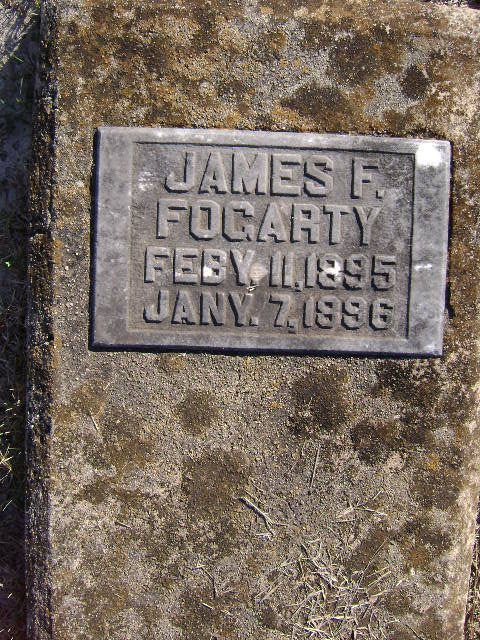 JAMES F.
FOGARTY
FEBY. 11, 1895
JANY. 7, 1896